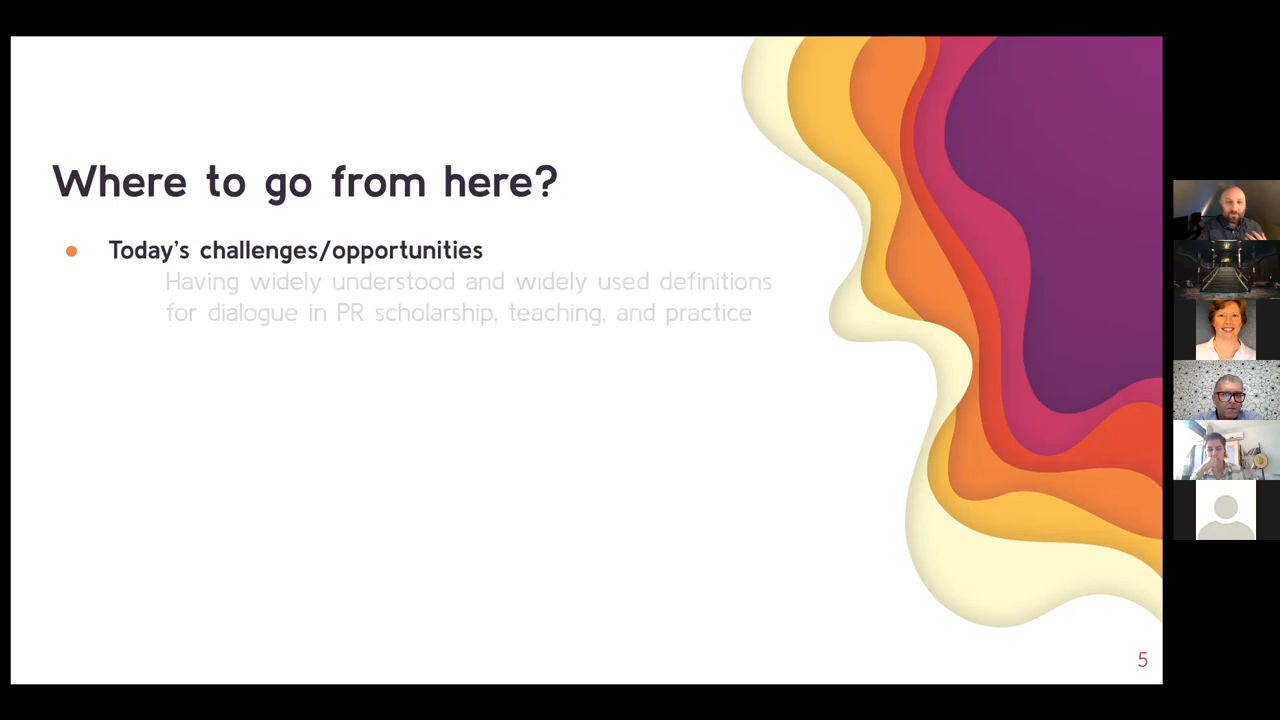 Where to go from here?
Today's challenges/opportunities
Having widely understood and widely used definitions
for dialogue in PR scholarship, teaching, and practice
5